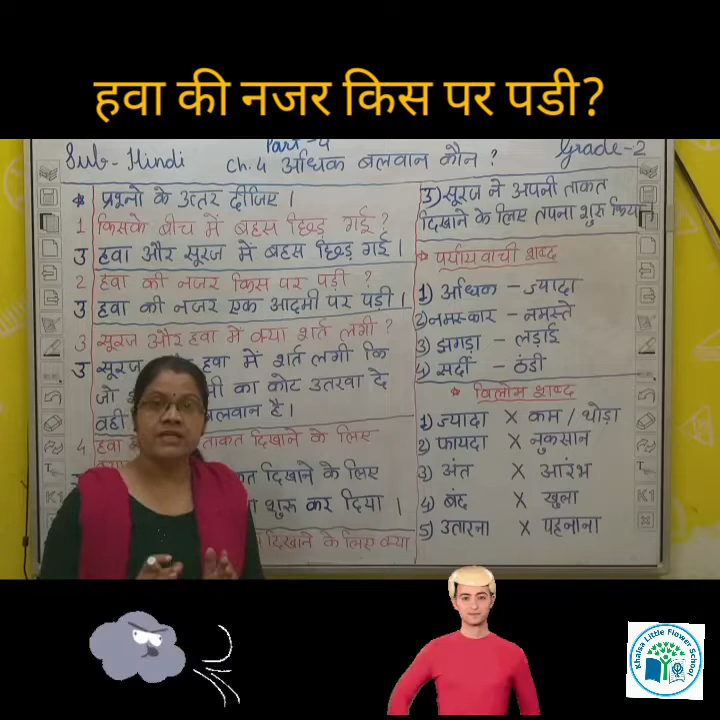 हवा की नजर किस पर पडी?
Part-4
Sub-Hindi
Ch.4 अधिक बलवान कौन ?
Grade-2
* प्रश्नो के उत्तर दीजिए ।
1 किसके बीच में बहस छिड़ गई ?
उ हवा और सूरज में बहस छिड़ गई ।
2 हवा की नजर किस पर पड़ी ?
उ हवा की नजर एक आदमी पर पड़ी ।
3 सूरज और हवा में क्या शर्त लगी ?
उ सूरज हवा में शर्त लगी कि
जो का कोट उतरवा दे
वही बलवान है ।
4 हवा ताकत दिखाने के लिए
दिखाने के लिए
शुरू कर दिया ।
दिखाने के लिए क्या
उ) सूरज ने अपनी ताकत
दिखाने के लिए तपना शुरू किया
* पर्यायवाची शब्द
1) अधिक - ज्यादा
2) नमस्कार - नमस्ते
3) झगड़ा - लड़ाई
4) सर्दी - ठंडी
* विलोम शब्द
1) ज्यादा X कम / थोड़ा
2) फायदा X नुकसान
3) अंत X आरंभ
4) बंद X खुला
5) उतारना X पहनाना
K1
K1
Khalsa Little Flower School